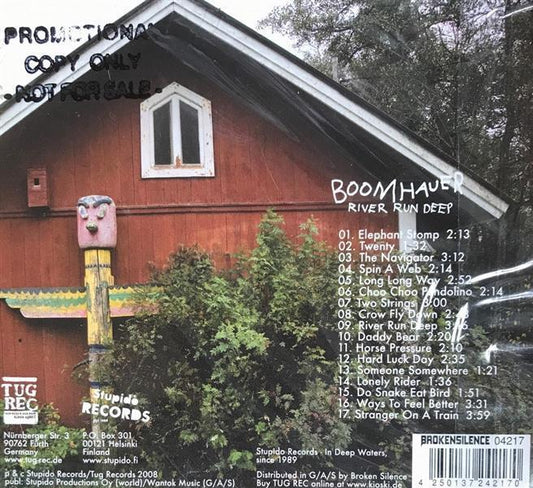 PROMOTIONAL
COPY ONLY
- NOT FOR SALE -
BOOMHAUER
RIVER RUN DEEP
01. Elephant Stomp 2:13
02. Twenty 1:32
03. The Navigator 3:12
04. Spin A Web 2:14
05. Long Long Way 2:52
06. Choo Choo Pendolino 2:14
07. Two Strings 3:00
08. Crow Fly Down
09. River Run Deep
10. Daddy Bear 2:20
11. Horse Pressure 2:10
12. Hard Luck Day 2:35
13. Someone Somewhere 1:21
14. Lonely Rider 1:36
15. Do Snake Eat Bird 1:51
16. Ways To Feel Better 3:31
17. Stranger On A Train 3:59
TUG
REC
Stupido
RECORDS
Nürnberger Str. 3
90762 Fürth
Germany
www.tug-rec.de
P.O. Box 301
00121 Helsinki
Finland
www.stupido.fi
Stupido Records - In Deep Waters,
since 1989
p & c Stupido Records/Tug Records 2008
publ: Stupido Productions Oy (world)/Wantok Music (G/A/S)
Distributed in G/A/S by Broken Silence
Buy TUG REC online at www.kioski.de
BROKENSILENCE 04217
4 250137 242170